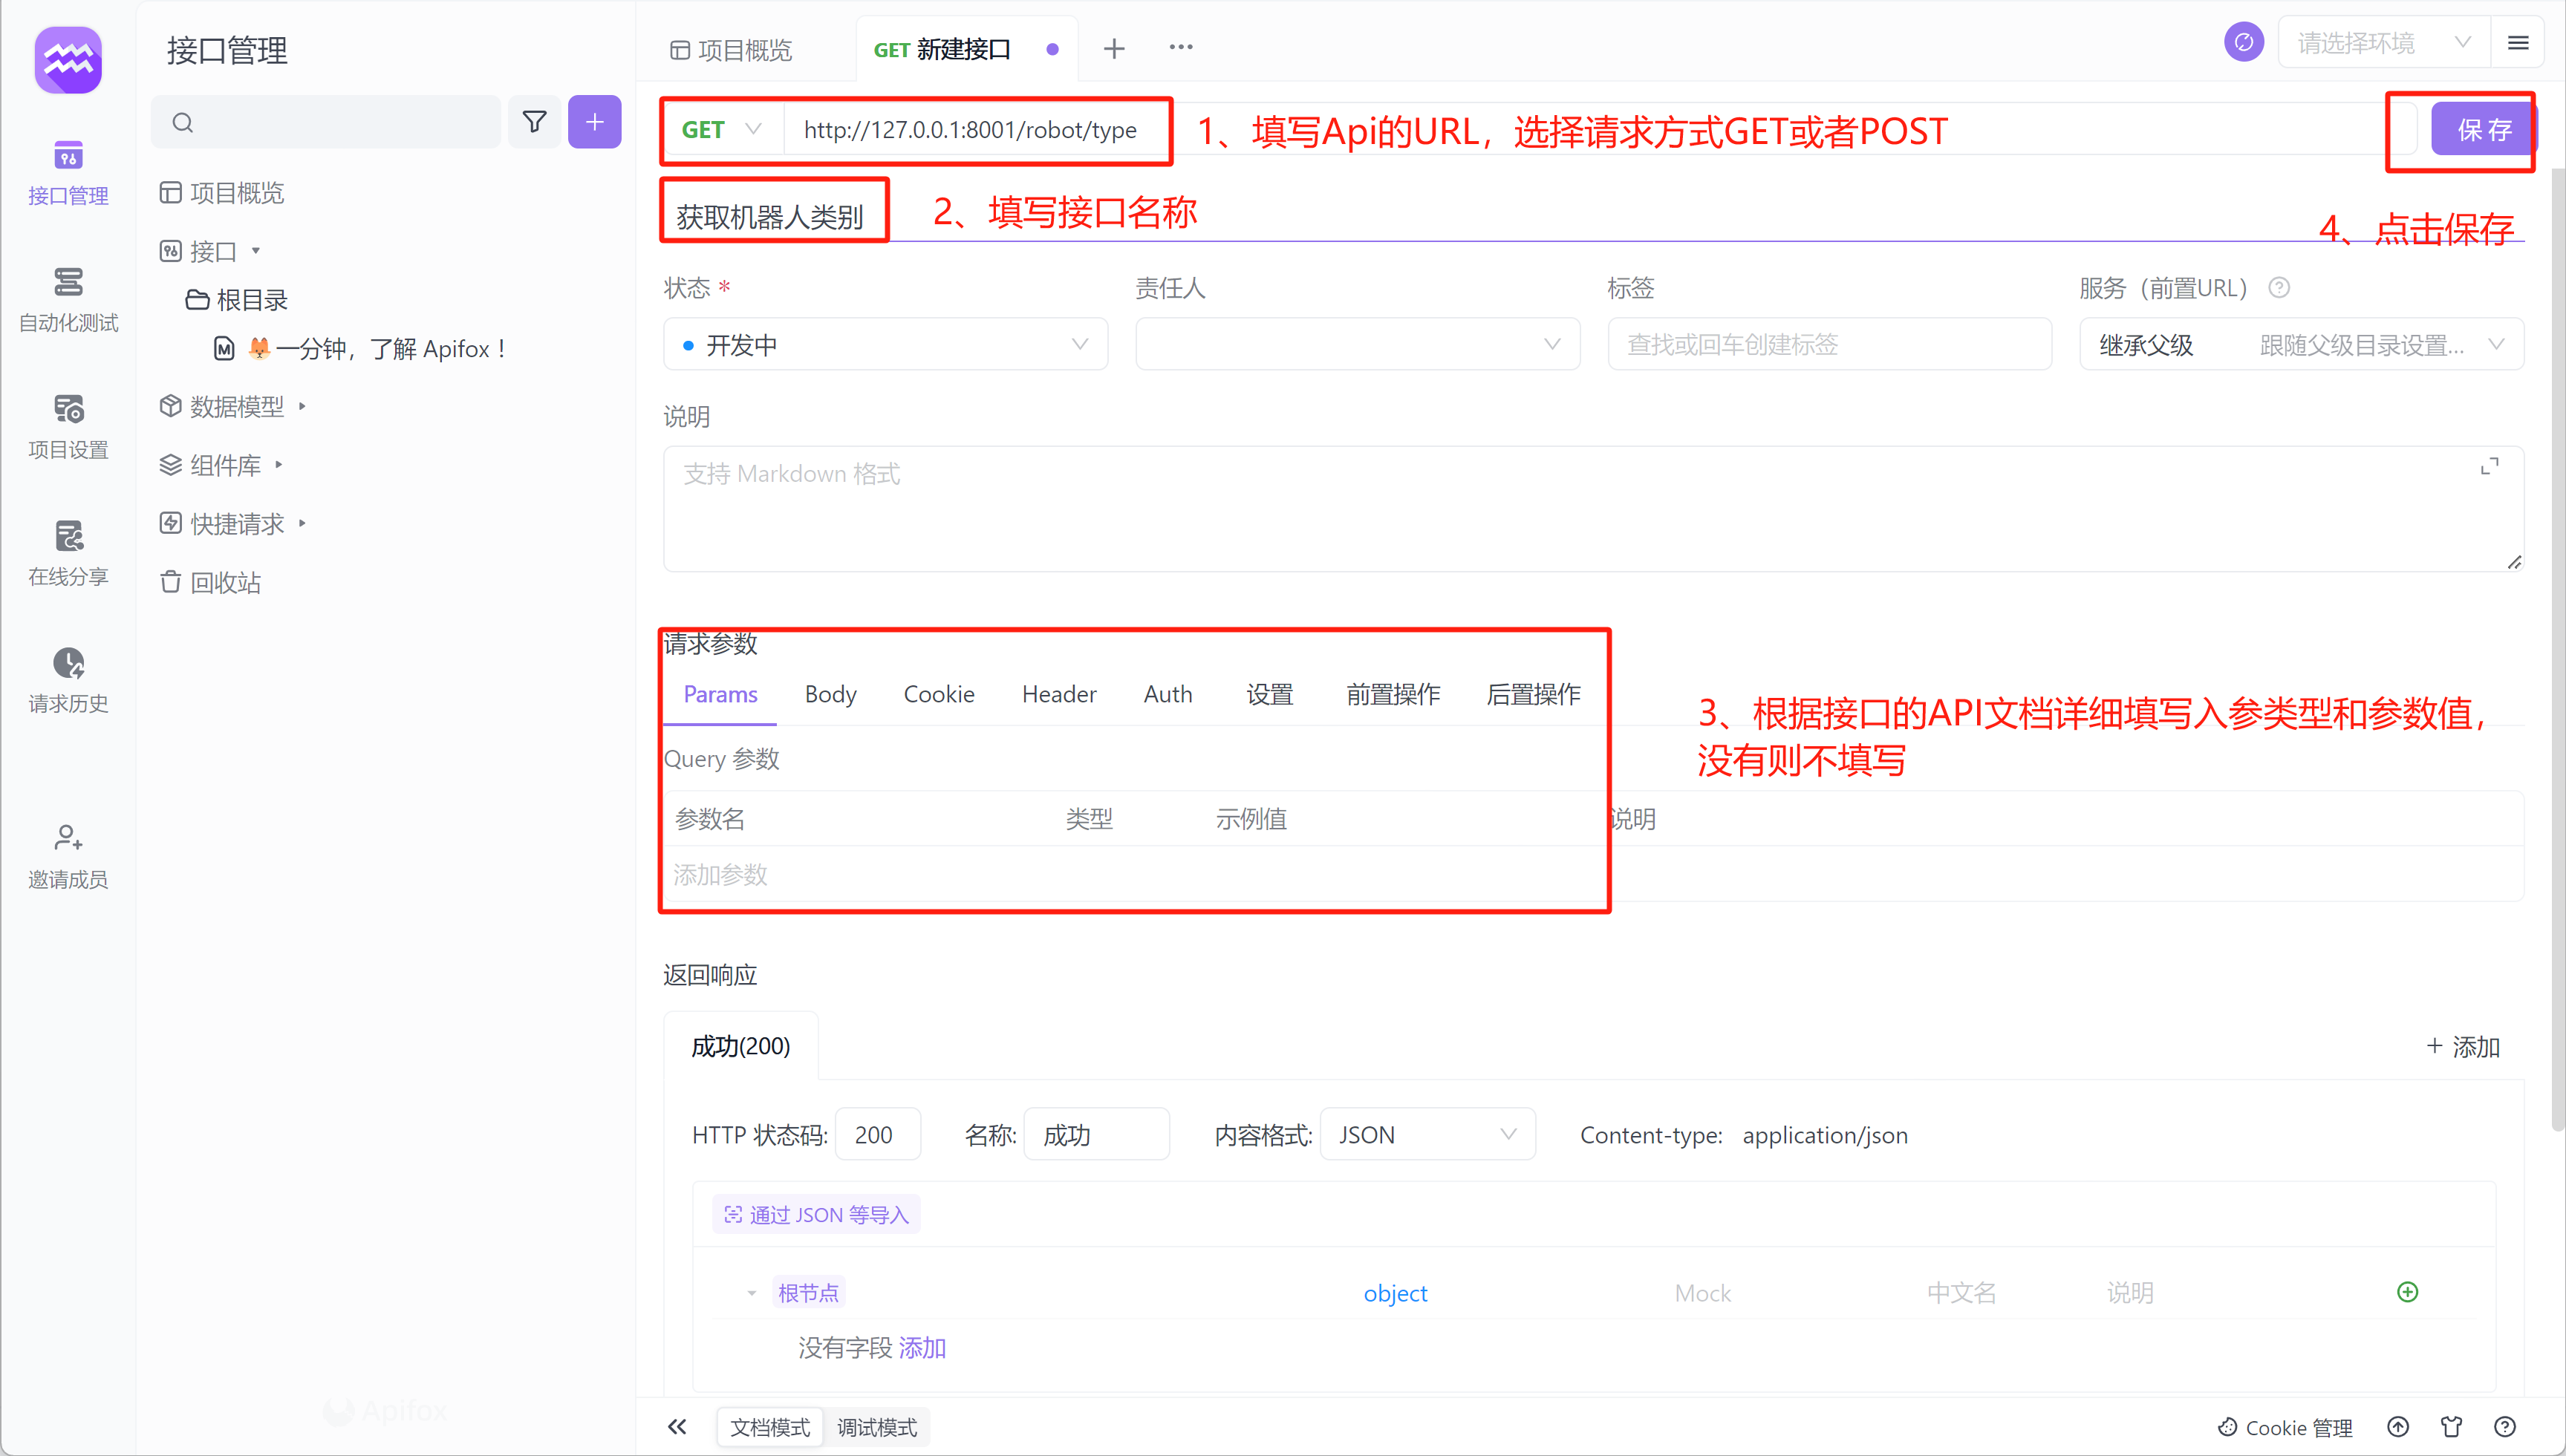 接口管理
项目概览
GET 新建接口
请选择环境
接口管理
自动化测试
项目设置
在线分享
请求历史
邀请成员
项目概览
接口
根目录
一分钟，了解 Apifox！
数据模型
组件库
快捷请求
回收站
Apifox
GET http://127.0.0.1:8001/robot/type
1、填写Api的URL，选择请求方式GET或者POST
保存
获取机器人类别
2、填写接口名称
4、点击保存
状态 *
责任人
标签
服务（前置URL）
开发中
查找或回车创建标签
继承父级 跟随父级目录设置...
说明
支持 Markdown 格式
请求参数
Params Body Cookie Header Auth 设置 前置操作 后置操作
3、根据接口的API文档详细填写入参类型和参数值，
没有则不填写
Query 参数
参数名 类型 示例值 说明
添加参数
返回响应
成功(200)
添加
HTTP 状态码: 200 名称: 成功 内容格式: JSON Content-type: application/json
通过 JSON 等导入
根节点 object Mock 中文名 说明
没有字段 添加
文档模式 调试模式
Cookie 管理